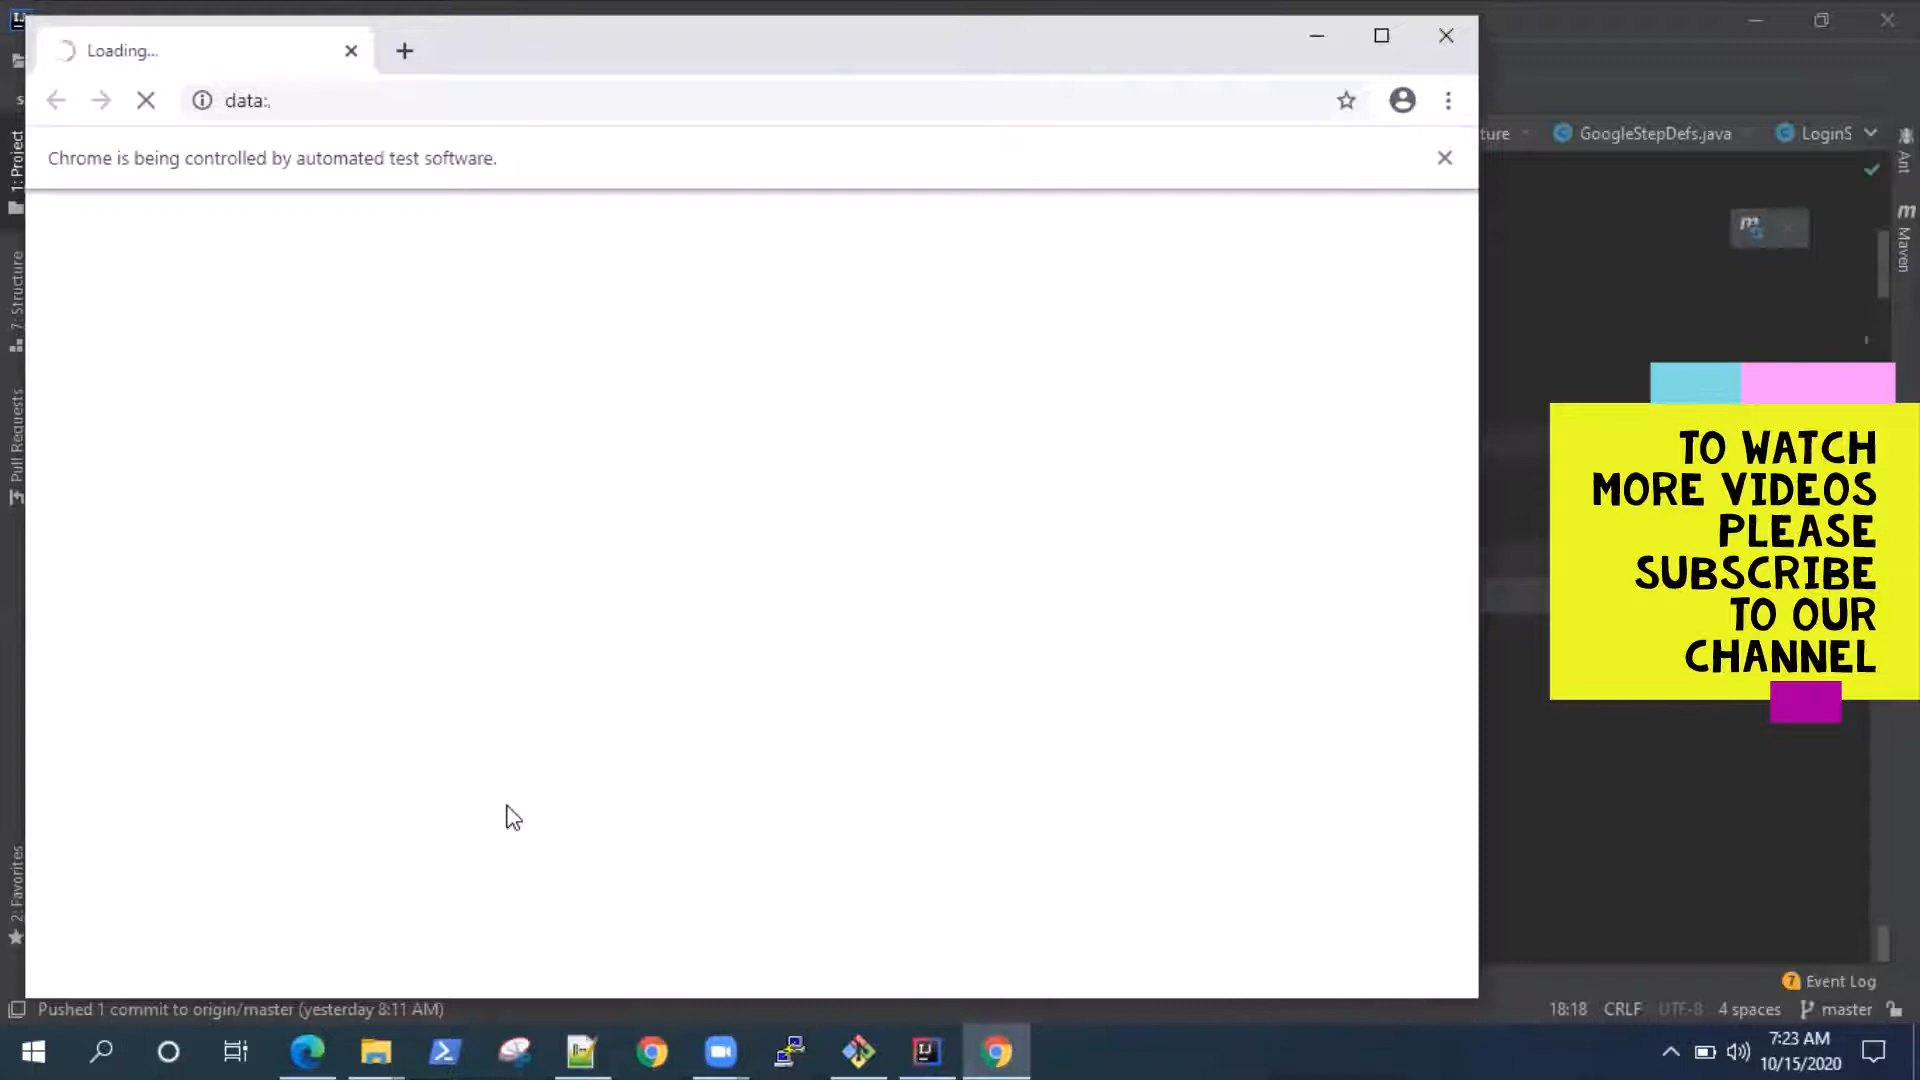 Loading...
data:,
Chrome is being controlled by automated test software.
ture
GoogleStepDefs.java
LoginS
1: Project
7: Structure
Pull Requests
2: Favorites
Ant
m
Maven
m
TO WATCH
MORE VIDEOS
PLEASE
SUBSCRIBE
TO OUR
CHANNEL
7 Event Log
Pushed 1 commit to origin/master (yesterday 8:11 AM)
18:18 CRLF UTF-8 4 spaces master
7:23 AM
10/15/2020